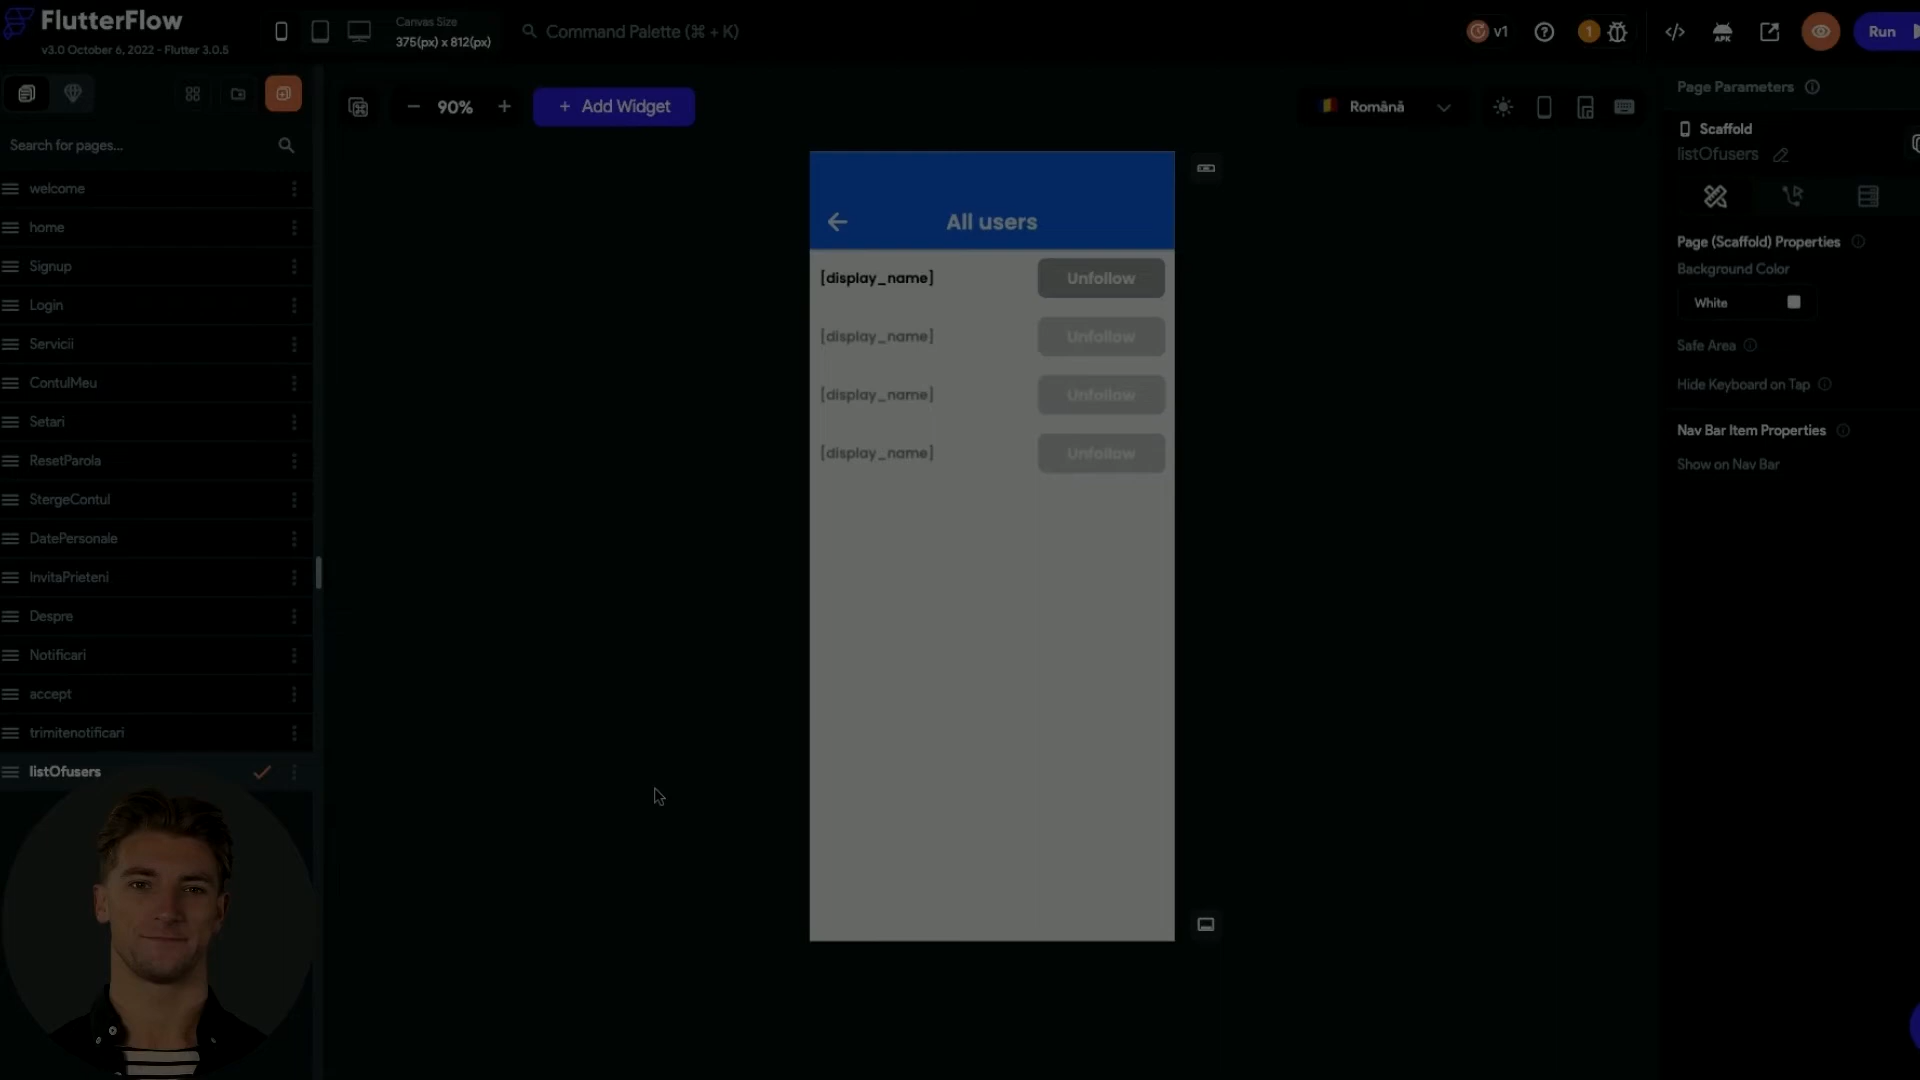 FlutterFlow
v3.0 October 6, 2022 - Flutter 3.0.5
Canvas Size
375(px) x 812(px)
Command Palette (⌘ + K)
v1
1
</>
APK
Run
Search for pages...
welcome
home
Signup
Login
Servicii
ContulMeu
Setari
ResetParola
StergeContul
DatePersonale
InvitaPrieteni
Despre
Notificari
accept
trimitenotificari
listOfusers
90%
+ Add Widget
Română
All users
[display_name] Unfollow
[display_name] Unfollow
[display_name] Unfollow
[display_name] Unfollow
Page Parameters
Scaffold
listOfusers
Page (Scaffold) Properties
Background Color
White
Safe Area
Hide Keyboard on Tap
Nav Bar Item Properties
Show on Nav Bar